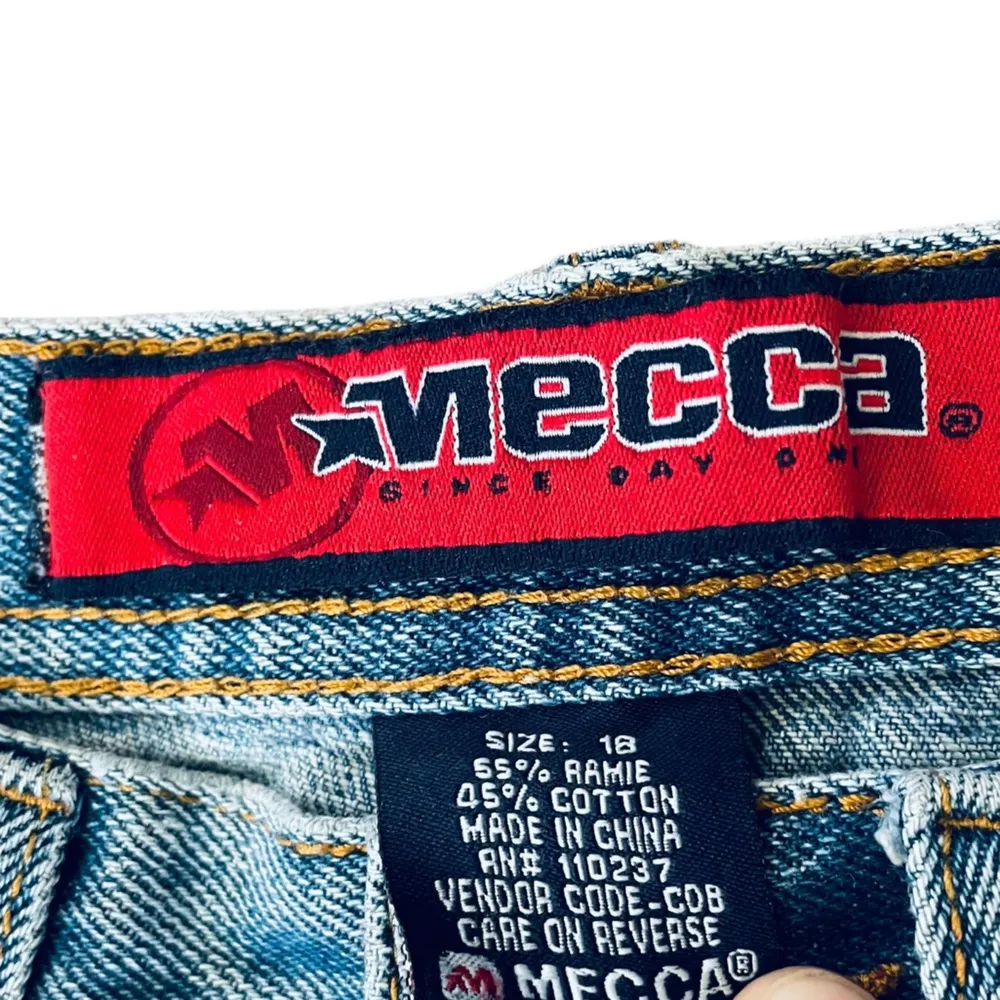 Mecca®
SINCE DAY ONE
SIZE: 18
55% RAMIE
45% COTTON
MADE IN CHINA
RN# 110237
VENDOR CODE-COB
CARE ON REVERSE
MECCA®